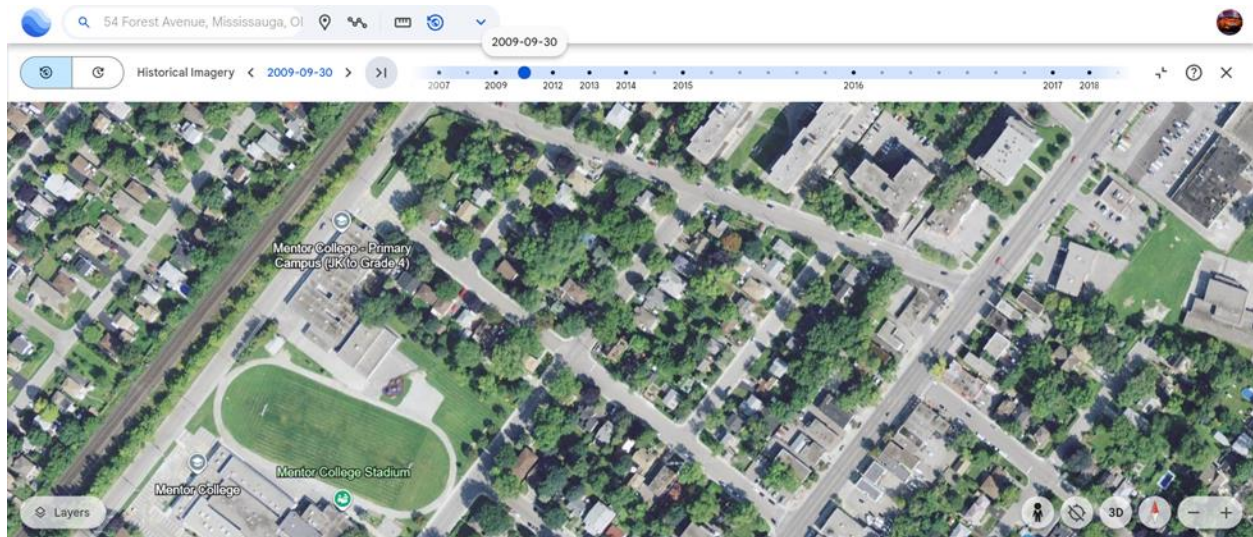 54 Forest Avenue, Mississauga, O
2009-09-30
Historical Imagery
2009-09-30
2007
2009
2012
2013
2014
2015
2016
2017
2018
Mentor College - Primary
Campus (JK to Grade 4)
Mentor College Stadium
Mentor College
Layers
3D